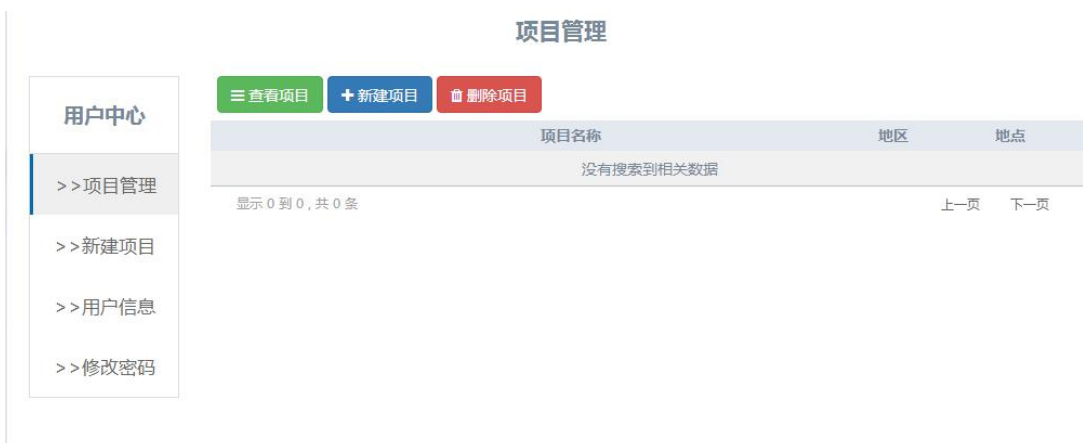 项目管理
用户中心
>>项目管理
>>新建项目
>>用户信息
>>修改密码
查看项目 新建项目 删除项目
项目名称 地区 地点
没有搜索到相关数据
显示 0 到 0 , 共 0 条 上一页 下一页